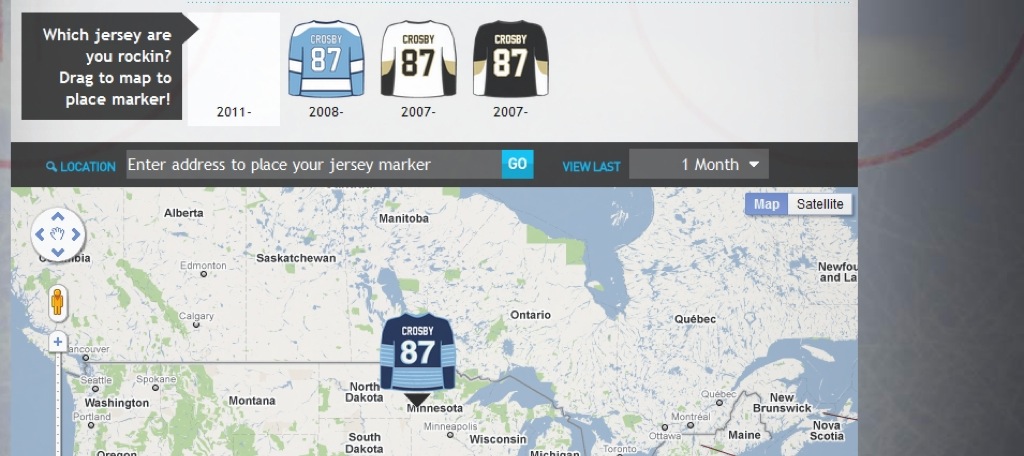 Which jersey are
you rockin?
Drag to map to
place marker!
2011-
CROSBY
87
2008-
CROSBY
87
2007-
CROSBY
87
2007-
LOCATION
Enter address to place your jersey marker
GO
VIEW LAST
1 Month
Map
Satellite
Alberta
Manitoba
Edmonton
Saskatchewan
Newfou
and La
Calgary
Ontario
Québec
CROSBY
87
ancouver
Seattle
Spokane
Washington
Montana
North
Dakota
Minnesota
Québec
New
Brunswick
Portland
Minneapolis
Montréal
Nova
Scotia
South
Dakota
Wisconsin
Ottawa
Maine
Oregon
Michigan
Toronto